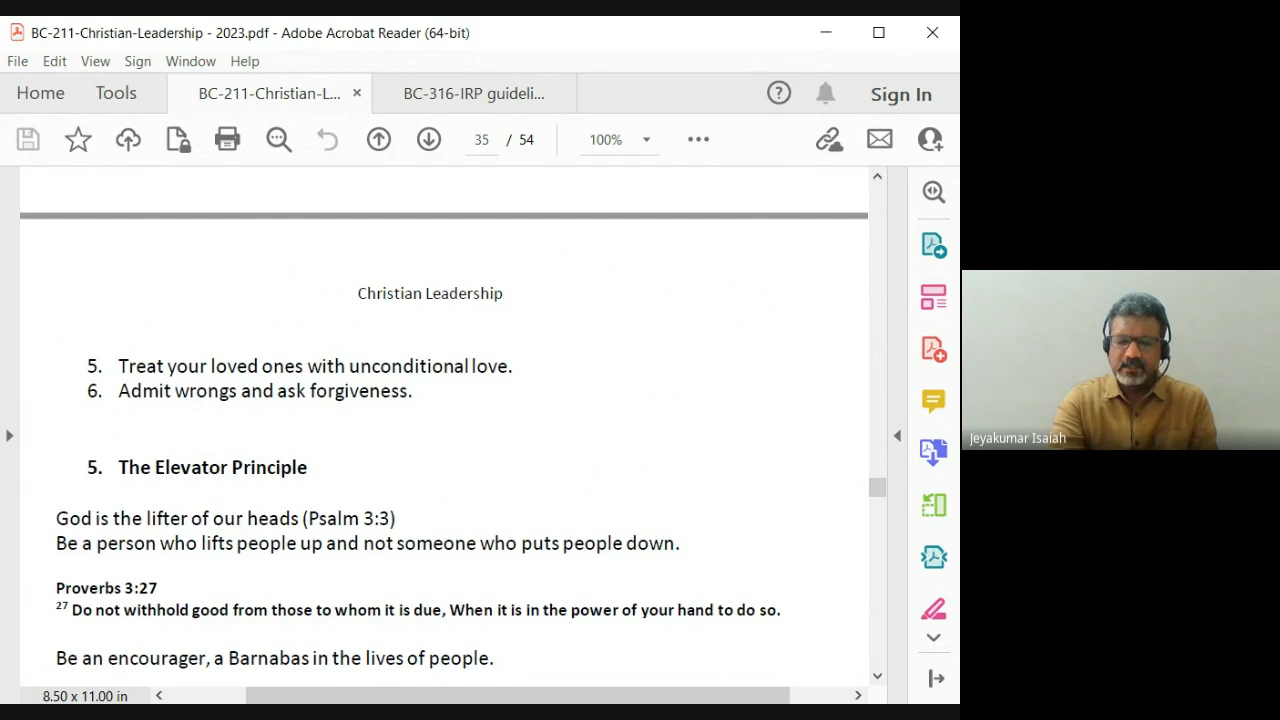 BC-211-Christian-Leadership - 2023.pdf - Adobe Acrobat Reader (64-bit)
File Edit View Sign Window Help
Home Tools BC-211-Christian-L... × BC-316-IRP guideli... Sign In
35 / 54 100%
Christian Leadership
5. Treat your loved ones with unconditional love.
6. Admit wrongs and ask forgiveness.
5. The Elevator Principle
God is the lifter of our heads (Psalm 3:3)
Be a person who lifts people up and not someone who puts people down.
Proverbs 3:27
27 Do not withhold good from those to whom it is due, When it is in the power of your hand to do so.
Be an encourager, a Barnabas in the lives of people.
8.50 x 11.00 in
Jeyakumar Isaiah